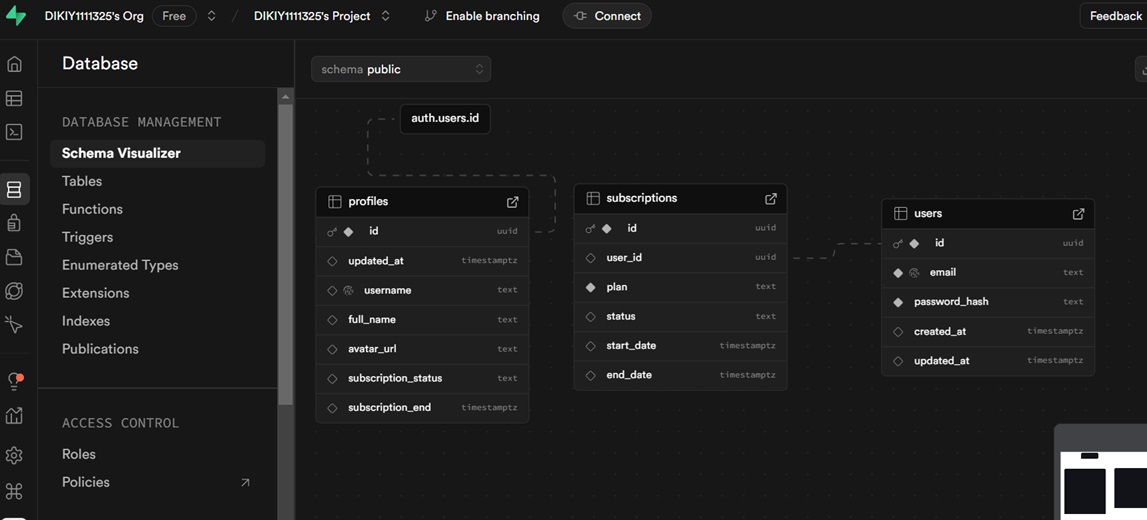 DIKIY1111325's Org Free / DIKIY1111325's Project Enable branching Connect Feedback
Database
schema public
DATABASE MANAGEMENT
Schema Visualizer
Tables
Functions
Triggers
Enumerated Types
Extensions
Indexes
Publications
ACCESS CONTROL
Roles
Policies
auth.users.id
profiles
id uuid
updated_at timestamptz
username text
full_name text
avatar_url text
subscription_status text
subscription_end timestamptz
subscriptions
id uuid
user_id uuid
plan text
status text
start_date timestamptz
end_date timestamptz
users
id uuid
email text
password_hash text
created_at timestamptz
updated_at timestamptz